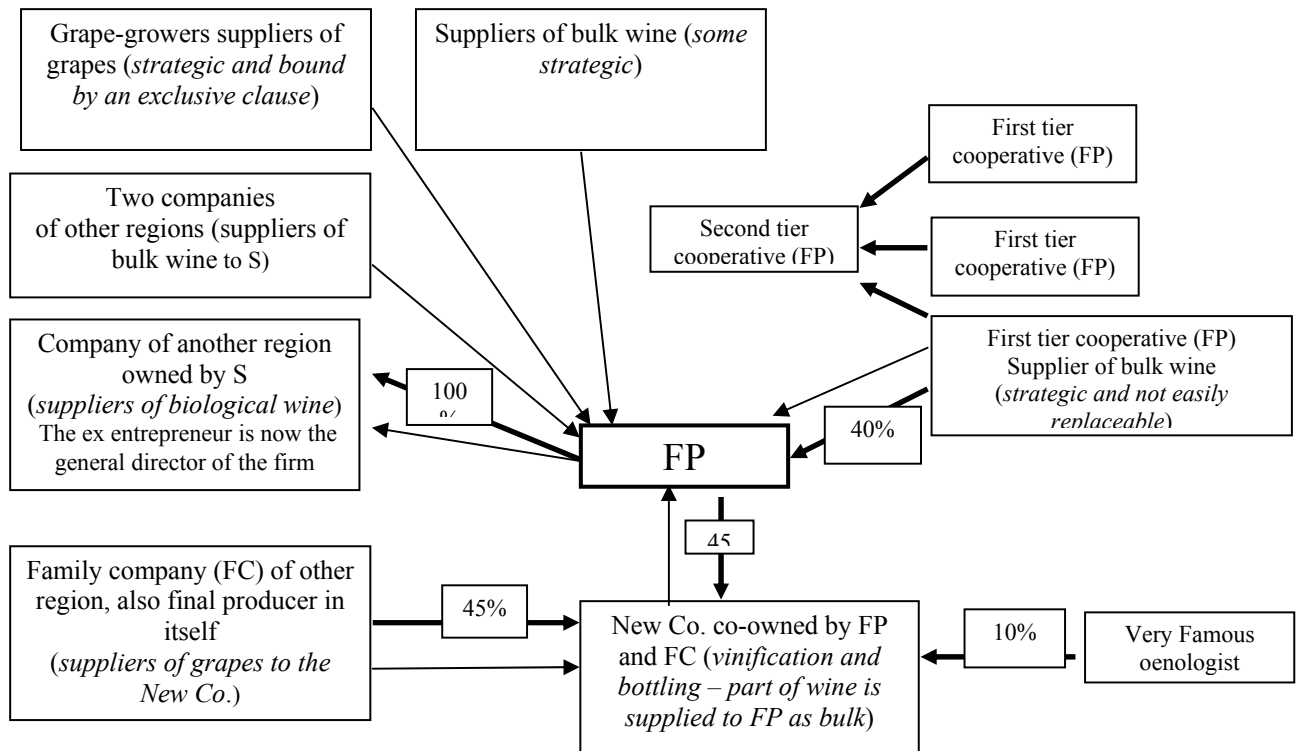 Grape-growers suppliers of
grapes (strategic and bound
by an exclusive clause)
Suppliers of bulk wine (some
strategic)
First tier
cooperative (FP)
Two companies
of other regions (suppliers of
bulk wine to S)
Second tier
cooperative (FP)
First tier
cooperative (FP)
Company of another region
owned by S
(suppliers of biological wine)
The ex entrepreneur is now the
general director of the firm
100
%
First tier cooperative (FP)
Supplier of bulk wine
(strategic and not easily
replaceable)
40%
FP
45
Family company (FC) of other
region, also final producer in
itself
(suppliers of grapes to the
New Co.)
45%
New Co. co-owned by FP
and FC (vinification and
bottling – part of wine is
supplied to FP as bulk)
10%
Very Famous
oenologist